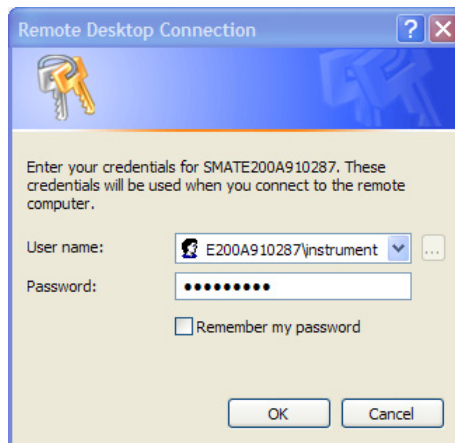 Remote Desktop Connection
Enter your credentials for SMATE200A910287. These
credentials will be used when you connect to the remote
computer.
User name:
E200A910287\instrument
...
Password:
•••••••••
Remember my password
OK
Cancel